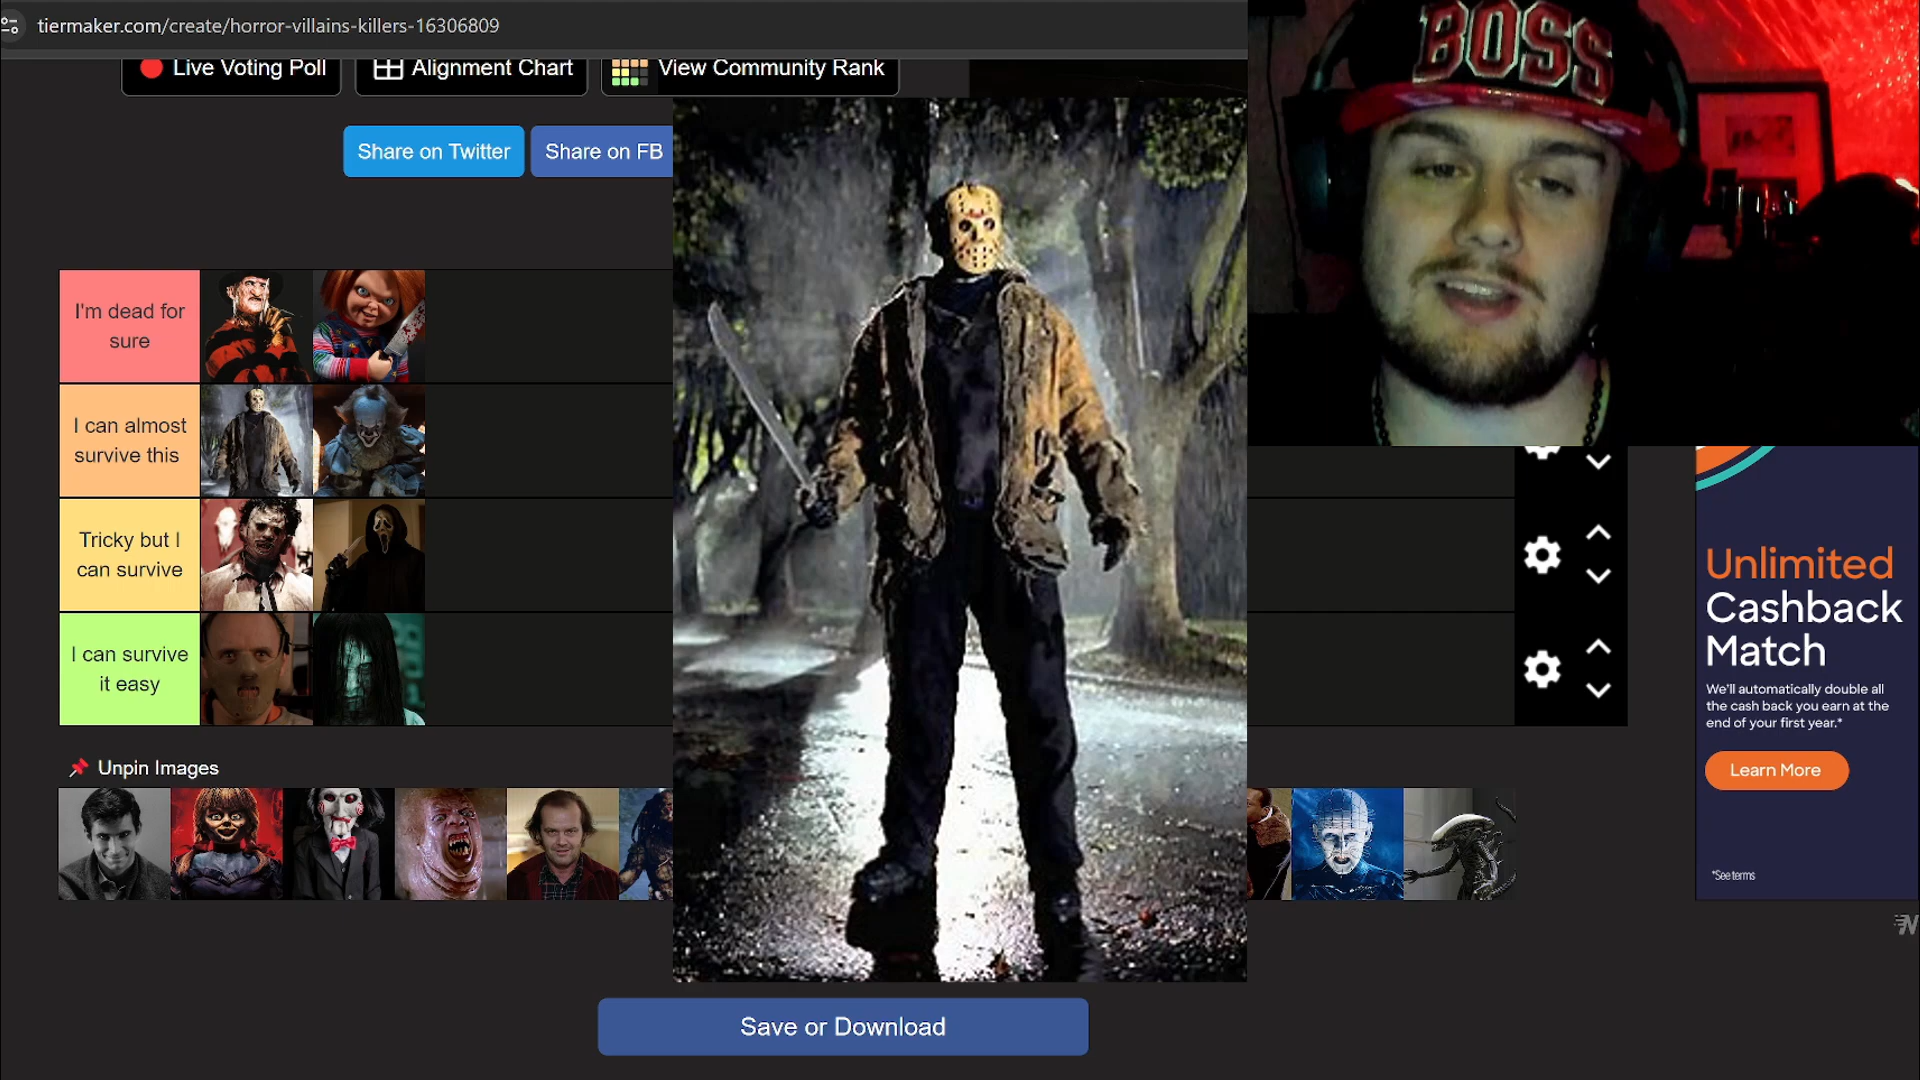 tiermaker.com/create/horror-villains-killers-16306809
Live Voting Poll
Alignment Chart
View Community Rank
BOSS
Share on Twitter
Share on FB
I'm dead for
sure
I can almost
survive this
Tricky but I
can survive
I can survive
it easy
Unpin Images
Unlimited
Cashback
Match
We'll automatically double all
the cash back you earn at the
end of your first year.*
Learn More
*See terms
N
Save or Download